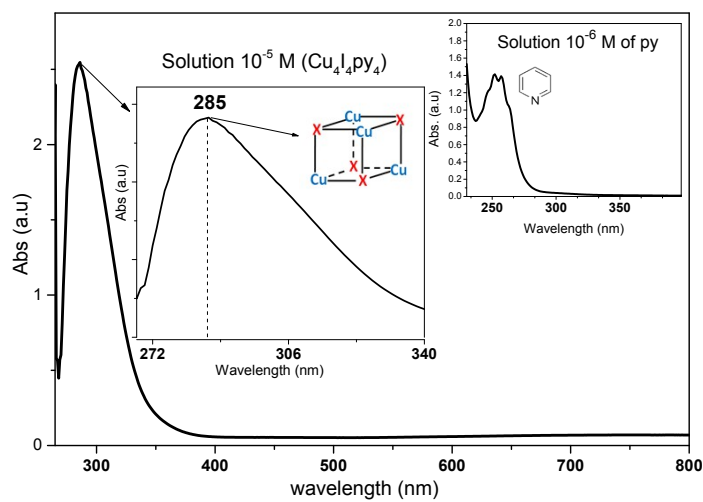 Solution 10⁻⁵ M (Cu₄I₄py₄)
285
Cu
X
X
Cu
X
Cu
X
Cu
Abs (a.u)
272
306
340
Wavelength (nm)
Solution 10⁻⁶ M of py
N
2.0
1.8
1.6
1.4
1.2
1.0
0.8
0.6
0.4
0.2
0.0
Abs. (a.u)
250
300
350
Wavelength (nm)
Abs (a.u)
2
1
0
300
400
500
600
700
800
wavelength (nm)